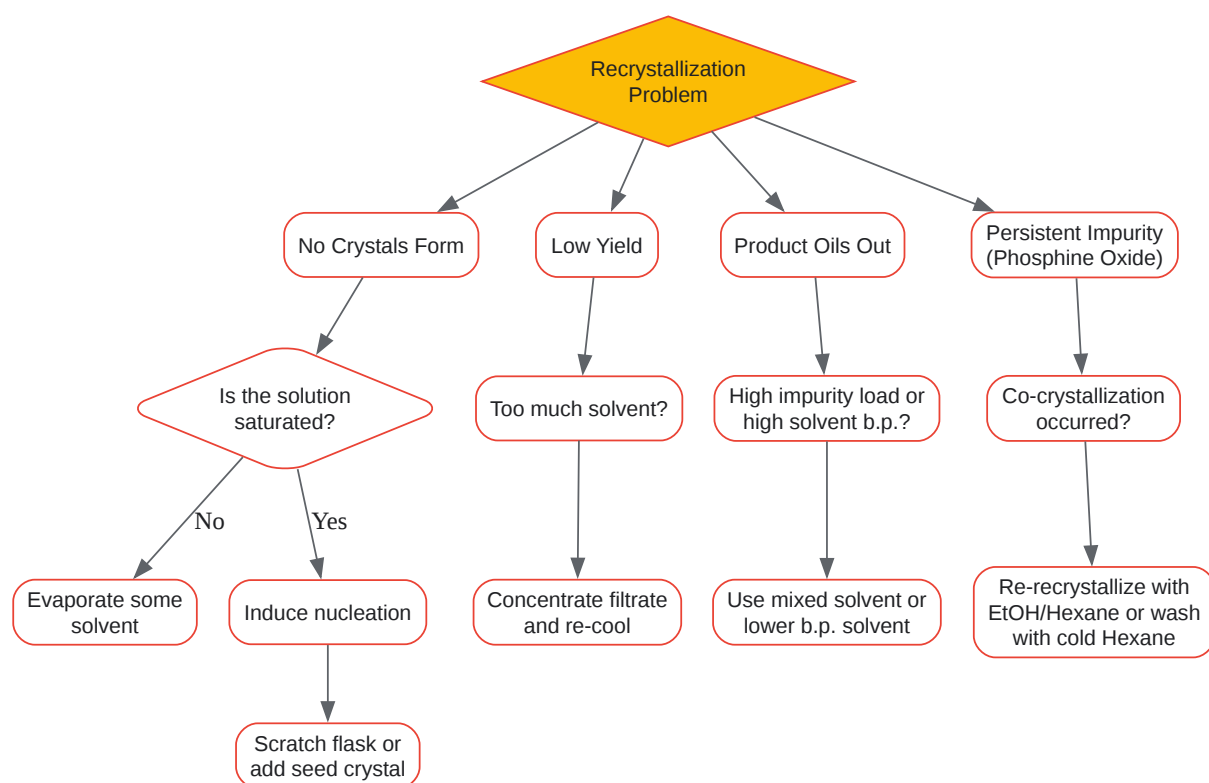 Recrystallization
Problem
No Crystals Form
Low Yield
Product Oils Out
Persistent Impurity
(Phosphine Oxide)
Is the solution
saturated?
Too much solvent?
High impurity load or
high solvent b.p.?
Co-crystallization
occurred?
No
Yes
Evaporate some
solvent
Induce nucleation
Concentrate filtrate
and re-cool
Use mixed solvent or
lower b.p. solvent
Re-recrystallize with
EtOH/Hexane or wash
with cold Hexane
Scratch flask or
add seed crystal